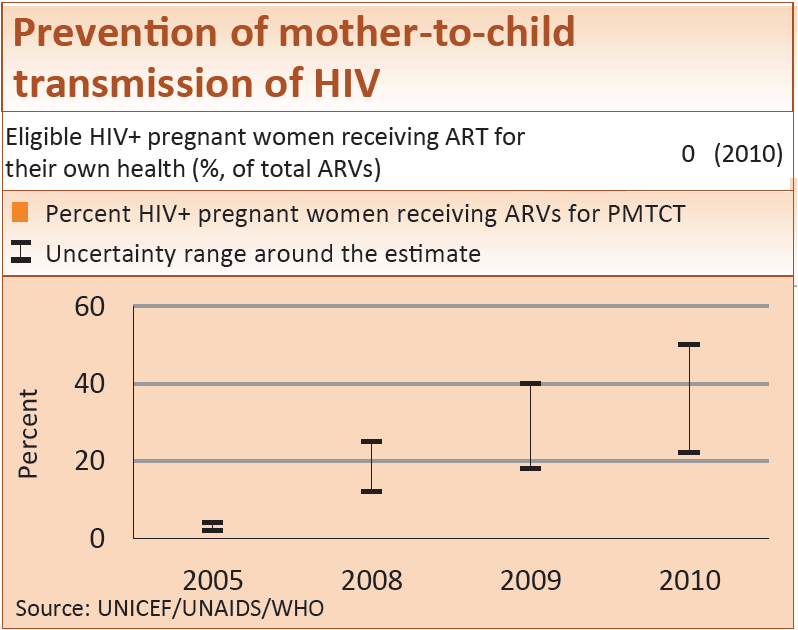 Prevention of mother-to-child
transmission of HIV
Eligible HIV+ pregnant women receiving ART for
their own health (%, of total ARVs)
0 (2010)
Percent HIV+ pregnant women receiving ARVs for PMTCT
Uncertainty range around the estimate
Percent
60
40
20
0
2005 2008 2009 2010
Source: UNICEF/UNAIDS/WHO